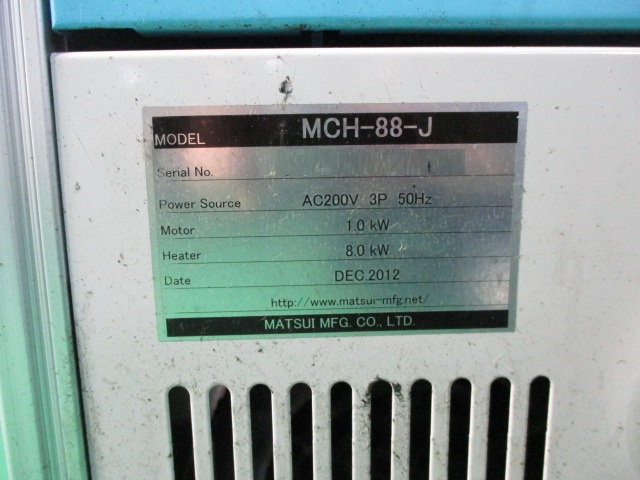 MODEL MCH-88-J
Serial No.
Power Source AC200V 3P 50Hz
Motor 1.0 kW
Heater 8.0 kW
Date DEC.2012
http://www.matsui-mfg.net/
MATSUI MFG. CO., LTD.